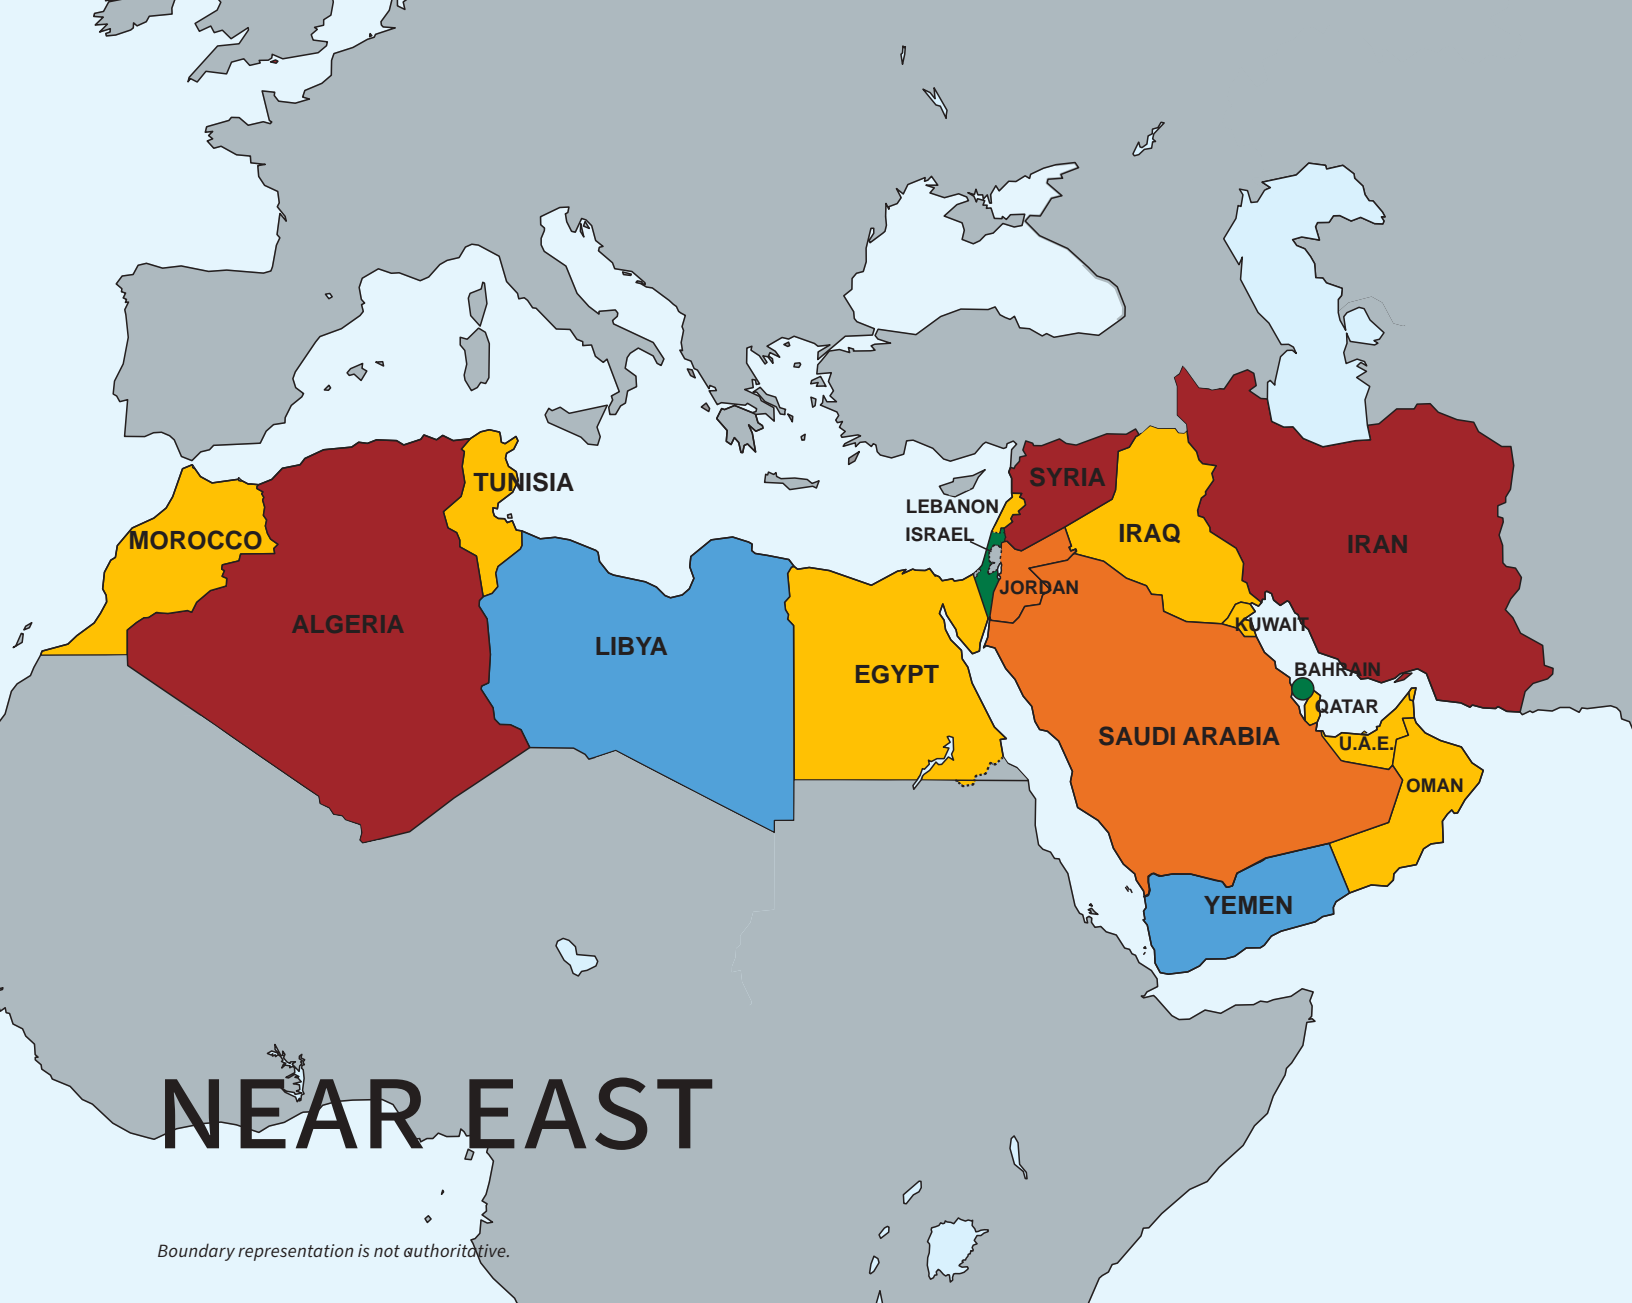 TUNISIA
SYRIA
LEBANON
ISRAEL
MOROCCO
IRAQ
IRAN
JORDAN
ALGERIA
KUWAIT
LIBYA
BAHRAIN
EGYPT
QATAR
SAUDI ARABIA
U.A.E.
OMAN
YEMEN
NEAR EAST
Boundary representation is not authoritative.